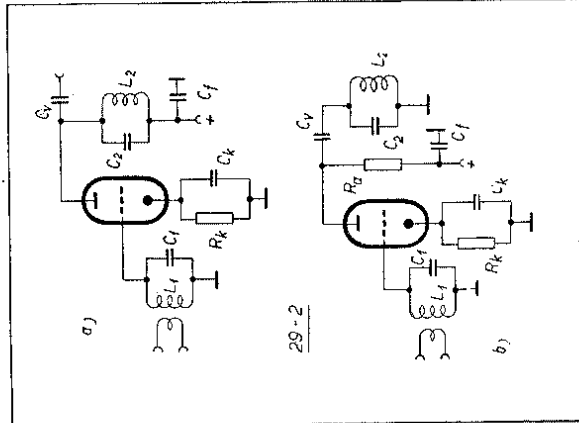 a)
Cv
L2
C2
Cf
+
Ck
Rk
C1
L1
29-2
b)
Cv
L2
C2
Cf
+
Ra
Ck
Rk
C1
L1